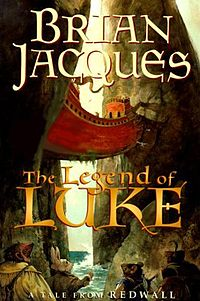 BRIAN
JACQUES
The Legend of
LUKE
A TALE FROM REDWALL